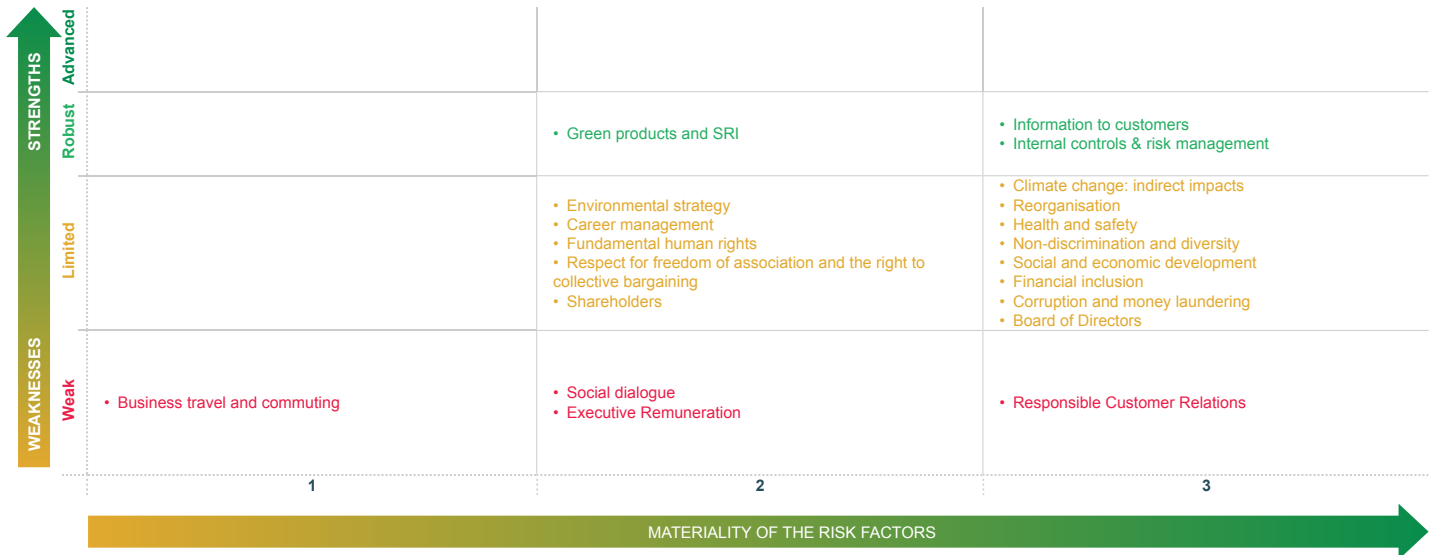 STRENGTHS
WEAKNESSES
Advanced
Robust
• Green products and SRI
• Information to customers
• Internal controls & risk management
Limited
• Environmental strategy
• Career management
• Fundamental human rights
• Respect for freedom of association and the right to
collective bargaining
• Shareholders
• Climate change: indirect impacts
• Reorganisation
• Health and safety
• Non-discrimination and diversity
• Social and economic development
• Financial inclusion
• Corruption and money laundering
• Board of Directors
Weak
• Business travel and commuting
• Social dialogue
• Executive Remuneration
• Responsible Customer Relations
1
2
3
MATERIALITY OF THE RISK FACTORS